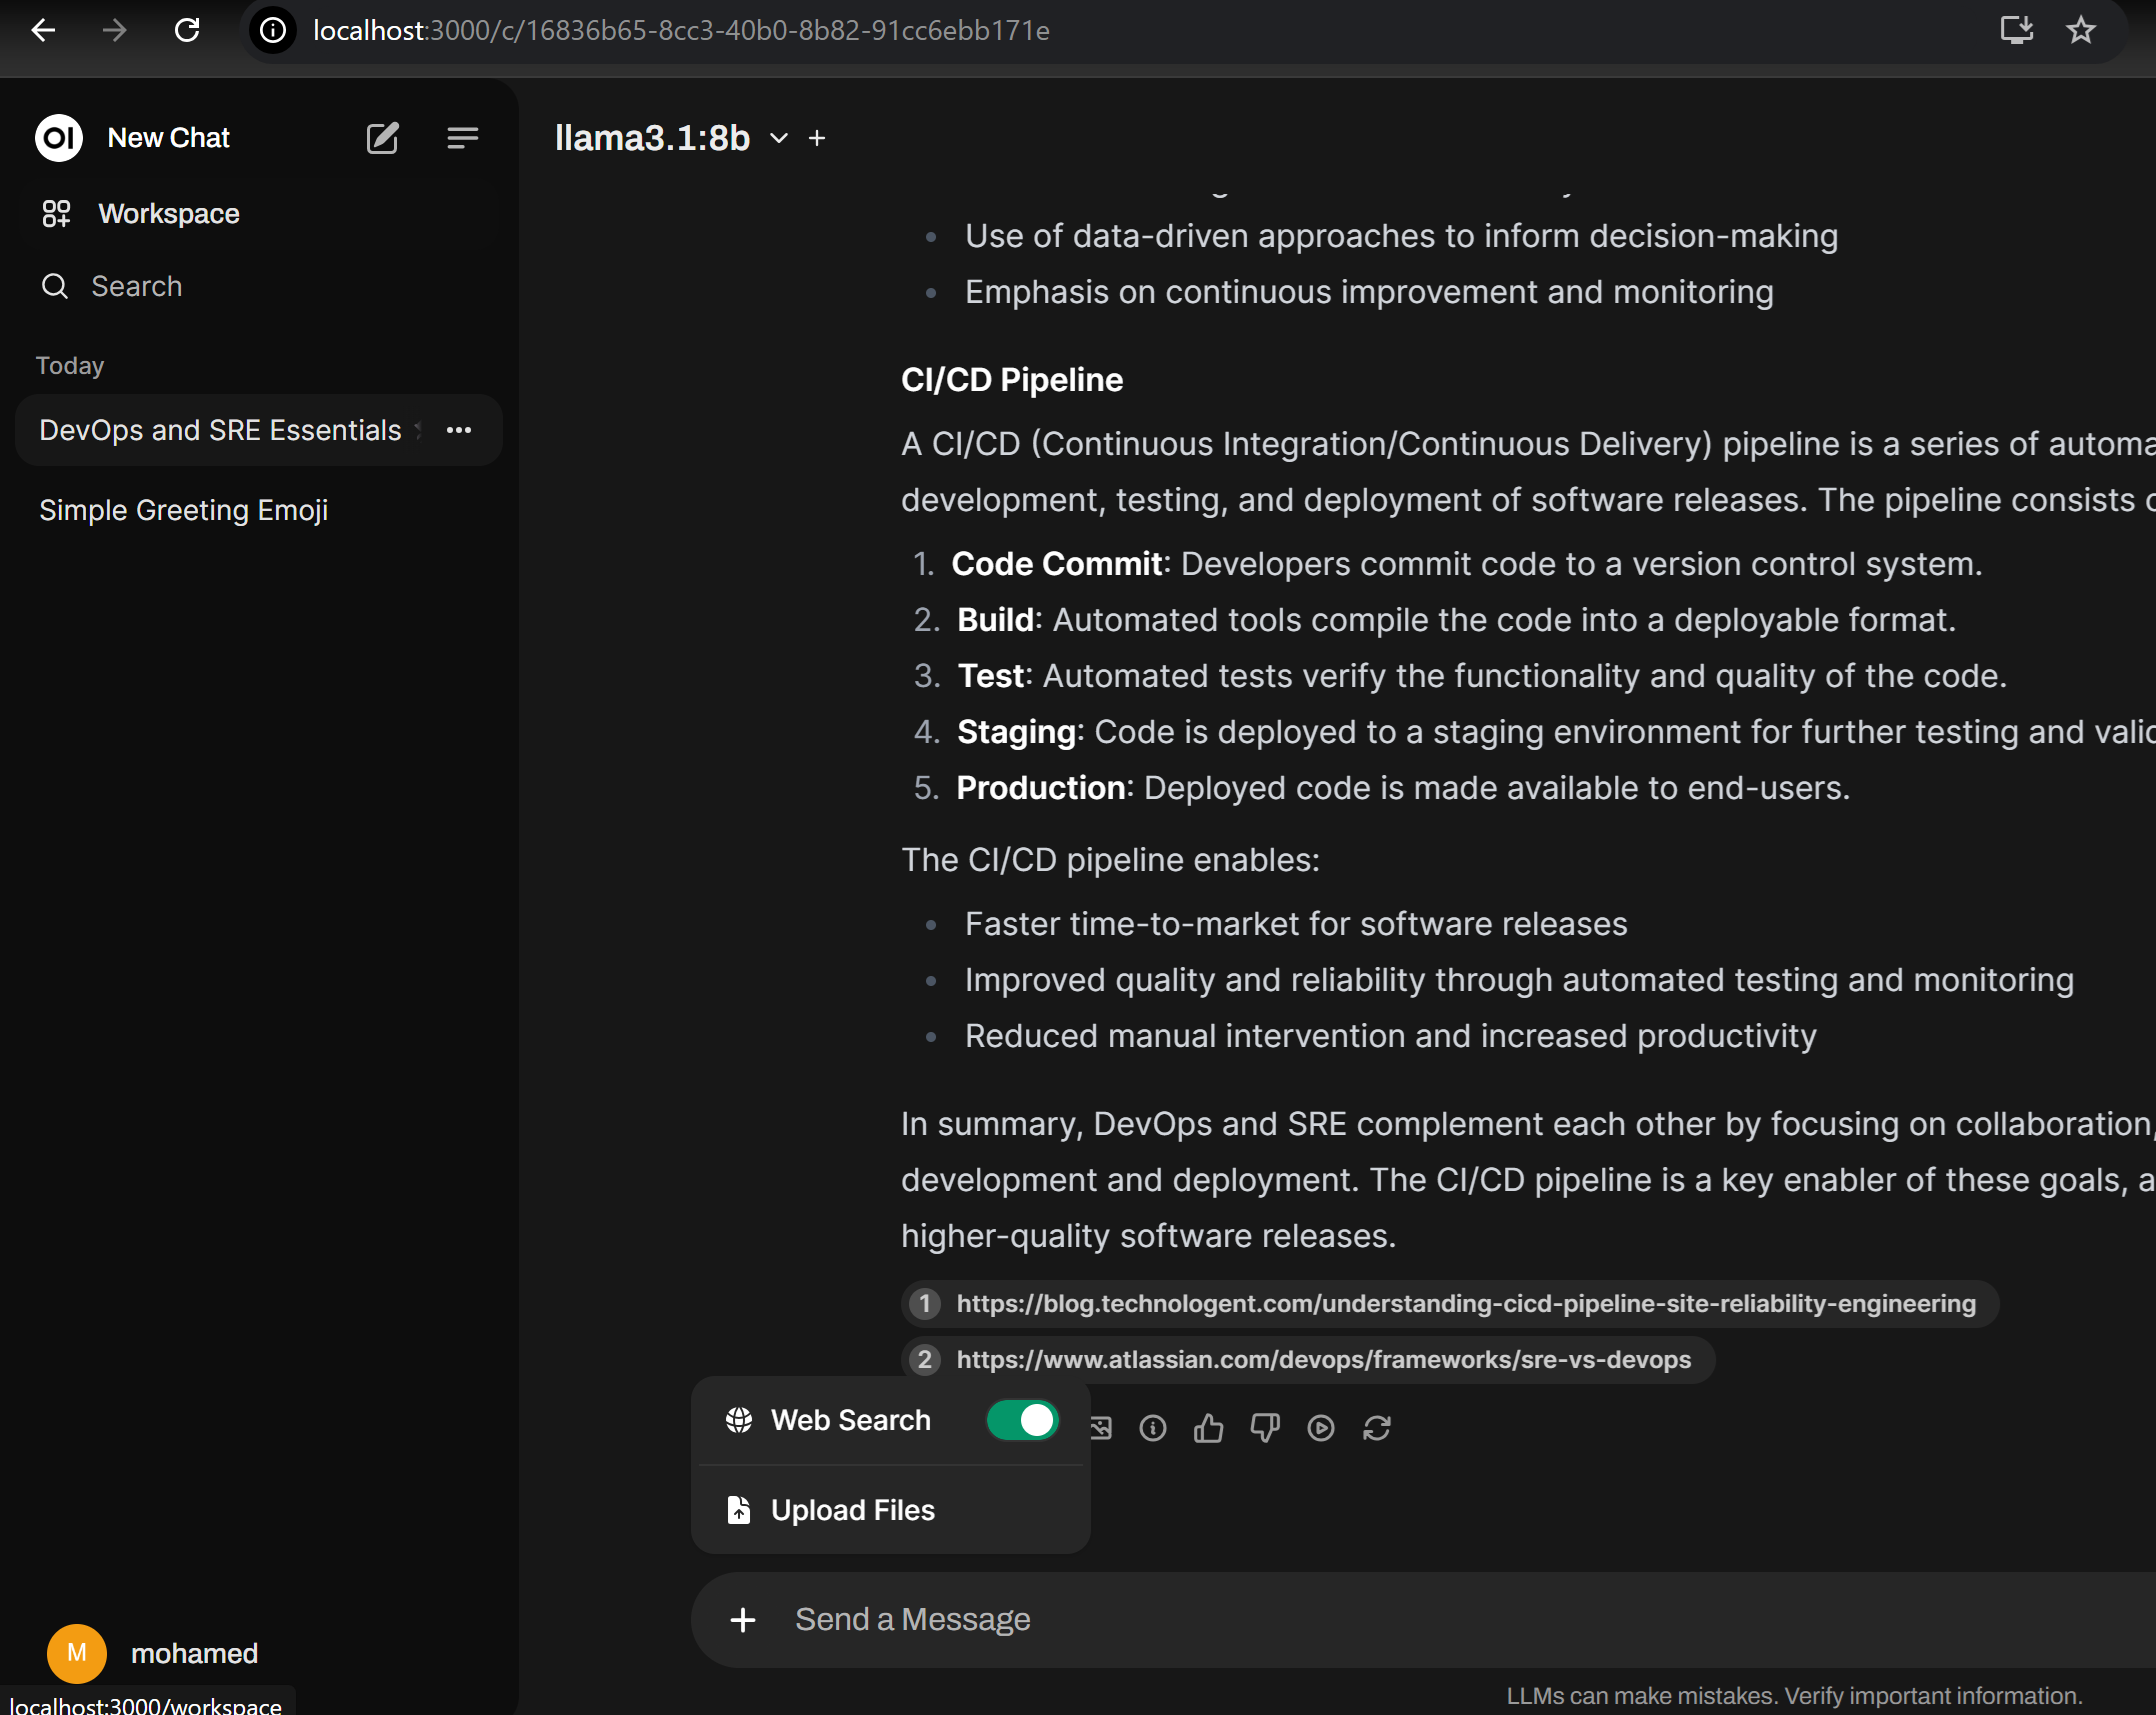 localhost:3000/c/16836b65-8cc3-40b0-8b82-91cc6ebb171e
OI New Chat
Workspace
Search
Today
DevOps and SRE Essentials
Simple Greeting Emoji
M mohamed
localhost:3000/workspace
llama3.1:8b
Use of data-driven approaches to inform decision-making
Emphasis on continuous improvement and monitoring
CI/CD Pipeline
A CI/CD (Continuous Integration/Continuous Delivery) pipeline is a series of
development, testing, and deployment of software releases. The pipeline consists
1. Code Commit: Developers commit code to a version control system.
2. Build: Automated tools compile the code into a deployable format.
3. Test: Automated tests verify the functionality and quality of the code.
4. Staging: Code is deployed to a staging environment for further testing and
5. Production: Deployed code is made available to end-users.
The CI/CD pipeline enables:
Faster time-to-market for software releases
Improved quality and reliability through automated testing and monitoring
Reduced manual intervention and increased productivity
In summary, DevOps and SRE complement each other by focusing on collaboration,
development and deployment. The CI/CD pipeline is a key enabler of these goals,
higher-quality software releases.
1 https://blog.technologent.com/understanding-cicd-pipeline-site-reliability-engineering
2 https://www.atlassian.com/devops/frameworks/sre-vs-devops
Web Search
Upload Files
Send a Message
LLMs can make mistakes. Verify important information.